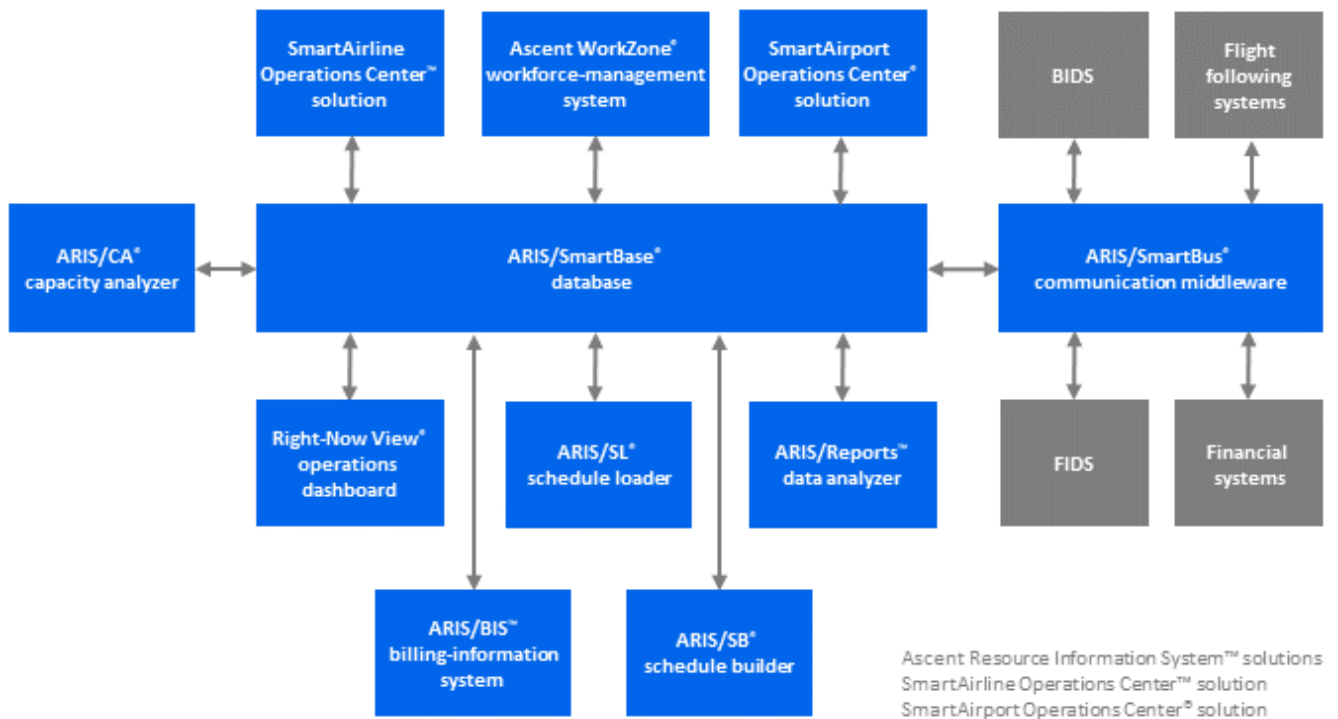 SmartAirline
Operations Center™
solution
Ascent WorkZone®
workforce-management
system
SmartAirport
Operations Center®
solution
BIDS
Flight
following
systems
ARIS/CA®
capacity analyzer
ARIS/SmartBase®
database
ARIS/SmartBus®
communication middleware
Right-Now View®
operations
dashboard
ARIS/SL®
schedule loader
ARIS/Reports™
data analyzer
FIDS
Financial
systems
ARIS/BIS™
billing-information
system
ARIS/SB®
schedule builder
Ascent Resource Information System™ solutions
SmartAirline Operations Center™ solution
SmartAirport Operations Center® solution